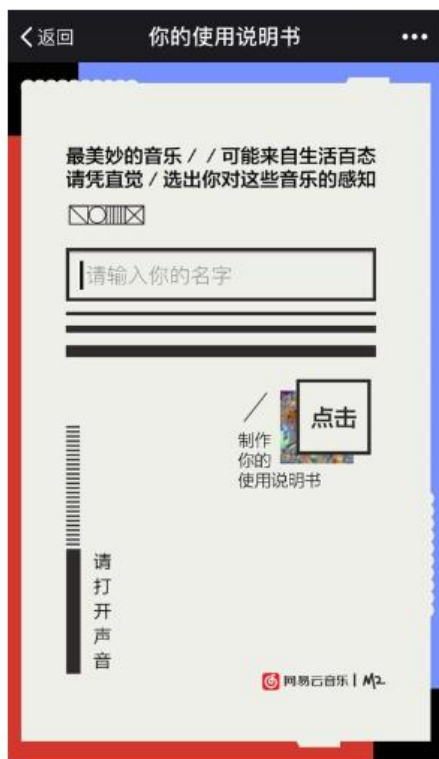 返回
你的使用说明书
最美妙的音乐 / / 可能来自生活百态
请凭直觉 / 选出你对这些音乐的感知
请输入你的名字
点击
制作
你的
使用说明书
请打开声音
网易云音乐 | M2